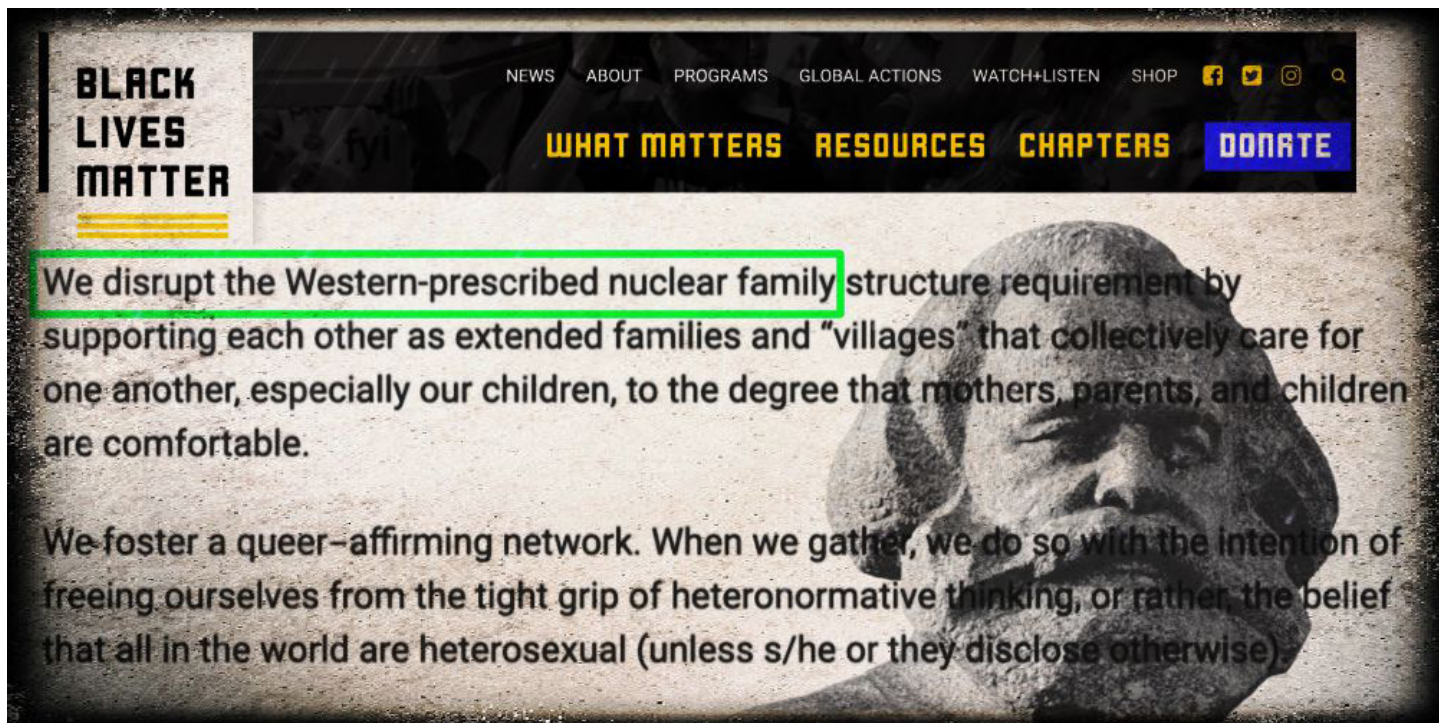 BLACK
LIVES
MATTER
NEWS ABOUT PROGRAMS GLOBAL ACTIONS WATCH+LISTEN SHOP
fyi
WHAT MATTERS RESOURCES CHAPTERS DONATE
We disrupt the Western-prescribed nuclear family structure requirement by
supporting each other as extended families and “villages” that collectively care for
one another, especially our children, to the degree that mothers, parents, and children
are comfortable.
We foster a queer–affirming network. When we gather, we do so with the intention of
freeing ourselves from the tight grip of heteronormative thinking, or rather, the belief
that all in the world are heterosexual (unless s/he or they disclose otherwise).